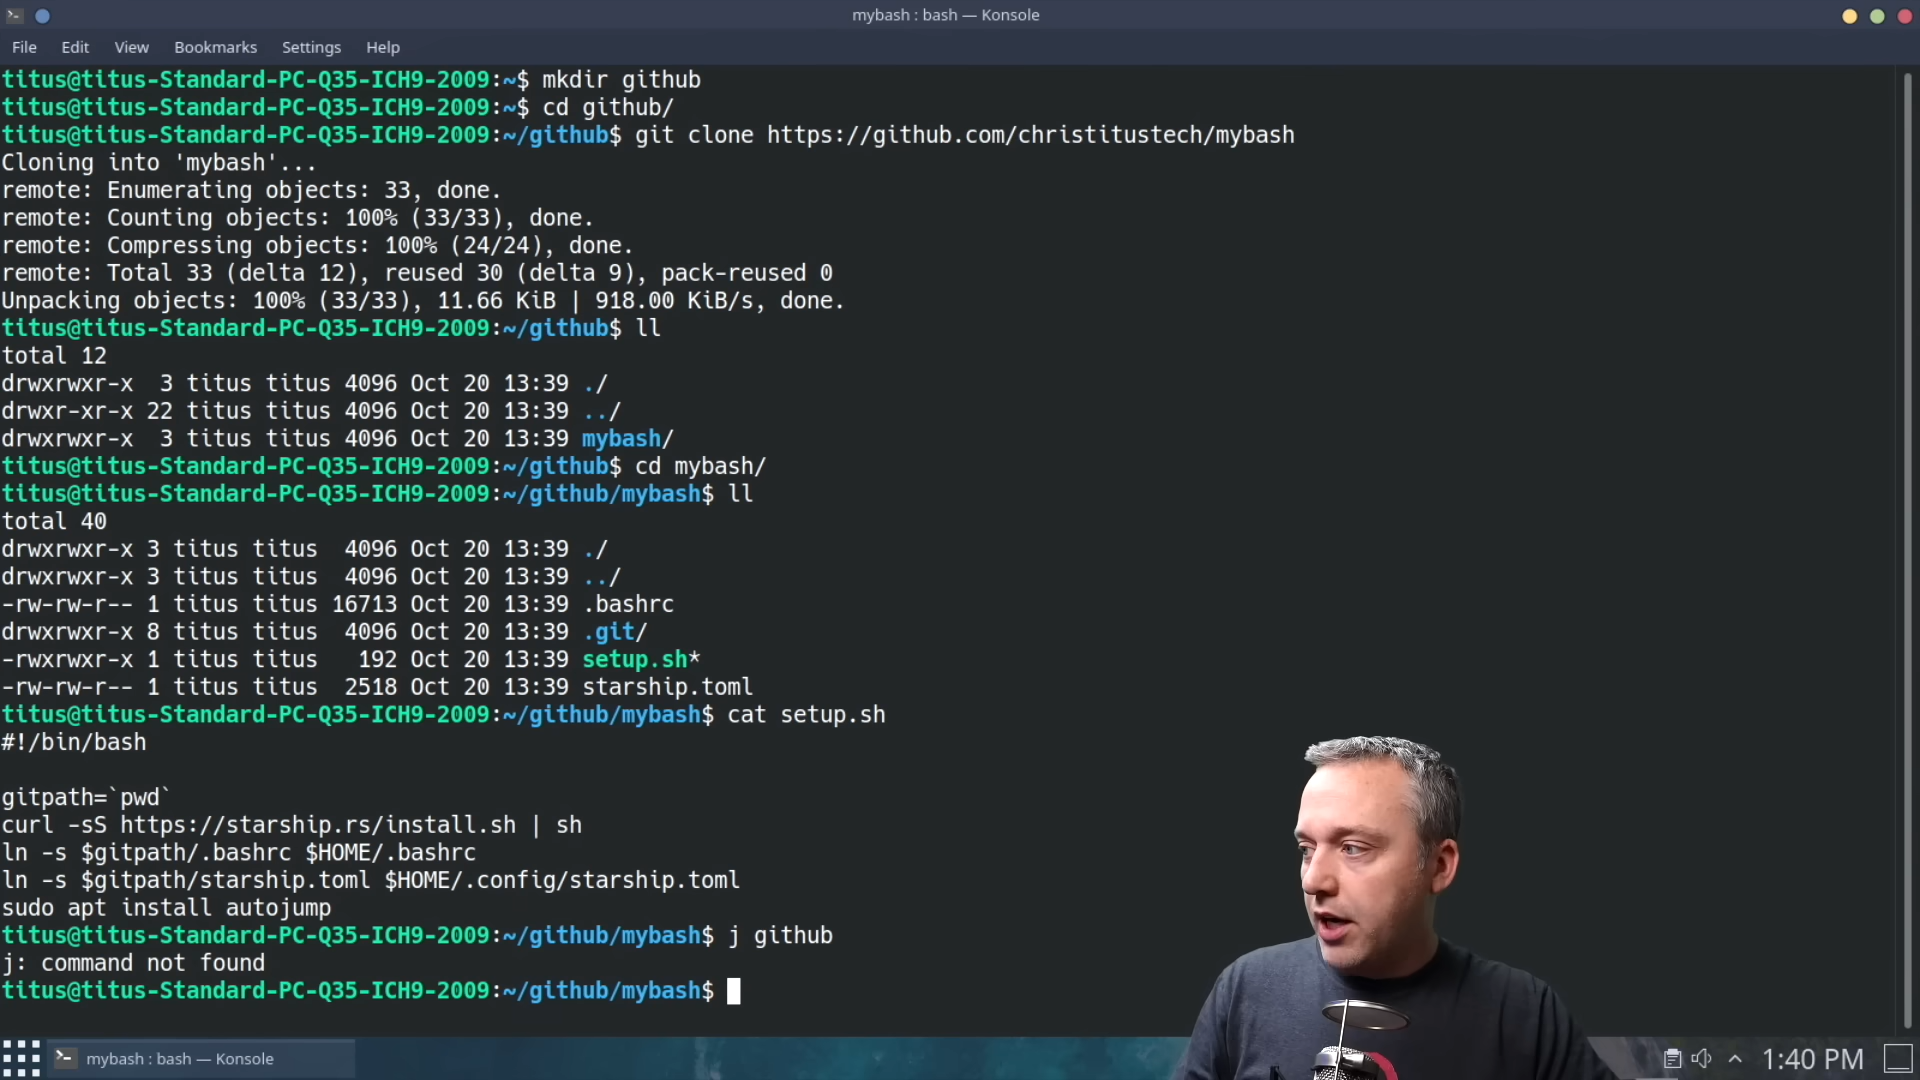 mybash : bash — Konsole
File Edit View Bookmarks Settings Help
titus@titus-Standard-PC-Q35-ICH9-2009:~$ mkdir github
titus@titus-Standard-PC-Q35-ICH9-2009:~$ cd github/
titus@titus-Standard-PC-Q35-ICH9-2009:~/github$ git clone https://github.com/christitustech/mybash
Cloning into 'mybash'...
remote: Enumerating objects: 33, done.
remote: Counting objects: 100% (33/33), done.
remote: Compressing objects: 100% (24/24), done.
remote: Total 33 (delta 12), reused 30 (delta 9), pack-reused 0
Unpacking objects: 100% (33/33), 11.66 KiB | 918.00 KiB/s, done.
titus@titus-Standard-PC-Q35-ICH9-2009:~/github$ ll
total 12
drwxrwxr-x  3 titus titus 4096 Oct 20 13:39 ./
drwxr-xr-x 22 titus titus 4096 Oct 20 13:39 ../
drwxrwxr-x  3 titus titus 4096 Oct 20 13:39 mybash/
titus@titus-Standard-PC-Q35-ICH9-2009:~/github$ cd mybash/
titus@titus-Standard-PC-Q35-ICH9-2009:~/github/mybash$ ll
total 40
drwxrwxr-x 3 titus titus  4096 Oct 20 13:39 ./
drwxrwxr-x 3 titus titus  4096 Oct 20 13:39 ../
-rw-rw-r-- 1 titus titus 16713 Oct 20 13:39 .bashrc
drwxrwxr-x 8 titus titus  4096 Oct 20 13:39 .git/
-rwxrwxr-x 1 titus titus   192 Oct 20 13:39 setup.sh*
-rw-rw-r-- 1 titus titus  2518 Oct 20 13:39 starship.toml
titus@titus-Standard-PC-Q35-ICH9-2009:~/github/mybash$ cat setup.sh
#!/bin/bash
gitpath=`pwd`
curl -sS https://starship.rs/install.sh | sh
ln -s $gitpath/.bashrc $HOME/.bashrc
ln -s $gitpath/starship.toml $HOME/.config/starship.toml
sudo apt install autojump
titus@titus-Standard-PC-Q35-ICH9-2009:~/github/mybash$ j github
j: command not found
titus@titus-Standard-PC-Q35-ICH9-2009:~/github/mybash$
mybash : bash — Konsole
1:40 PM